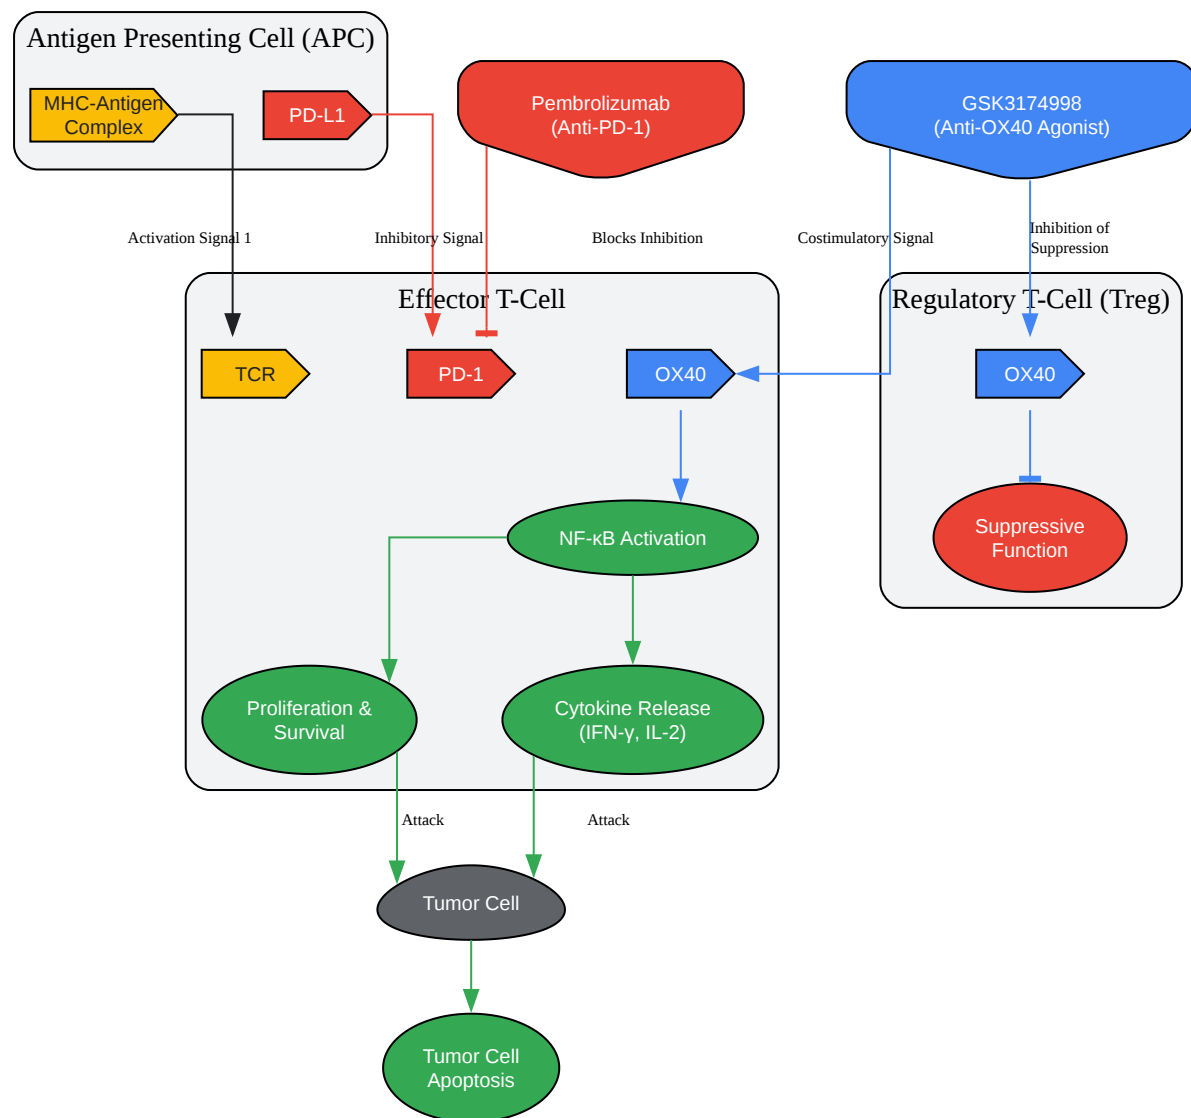 Antigen Presenting Cell (APC)
MHC-Antigen
Complex
PD-L1
Pembrolizumab
(Anti-PD-1)
GSK3174998
(Anti-OX40 Agonist)
Activation Signal 1
Inhibitory Signal
Blocks Inhibition
Costimulatory Signal
Inhibition of
Suppression
Effector T-Cell
Regulatory T-Cell (Treg)
TCR
PD-1
OX40
OX40
NF-κB Activation
Suppressive
Function
Proliferation &
Survival
Cytokine Release
(IFN-γ, IL-2)
Attack
Attack
Tumor Cell
Tumor Cell
Apoptosis